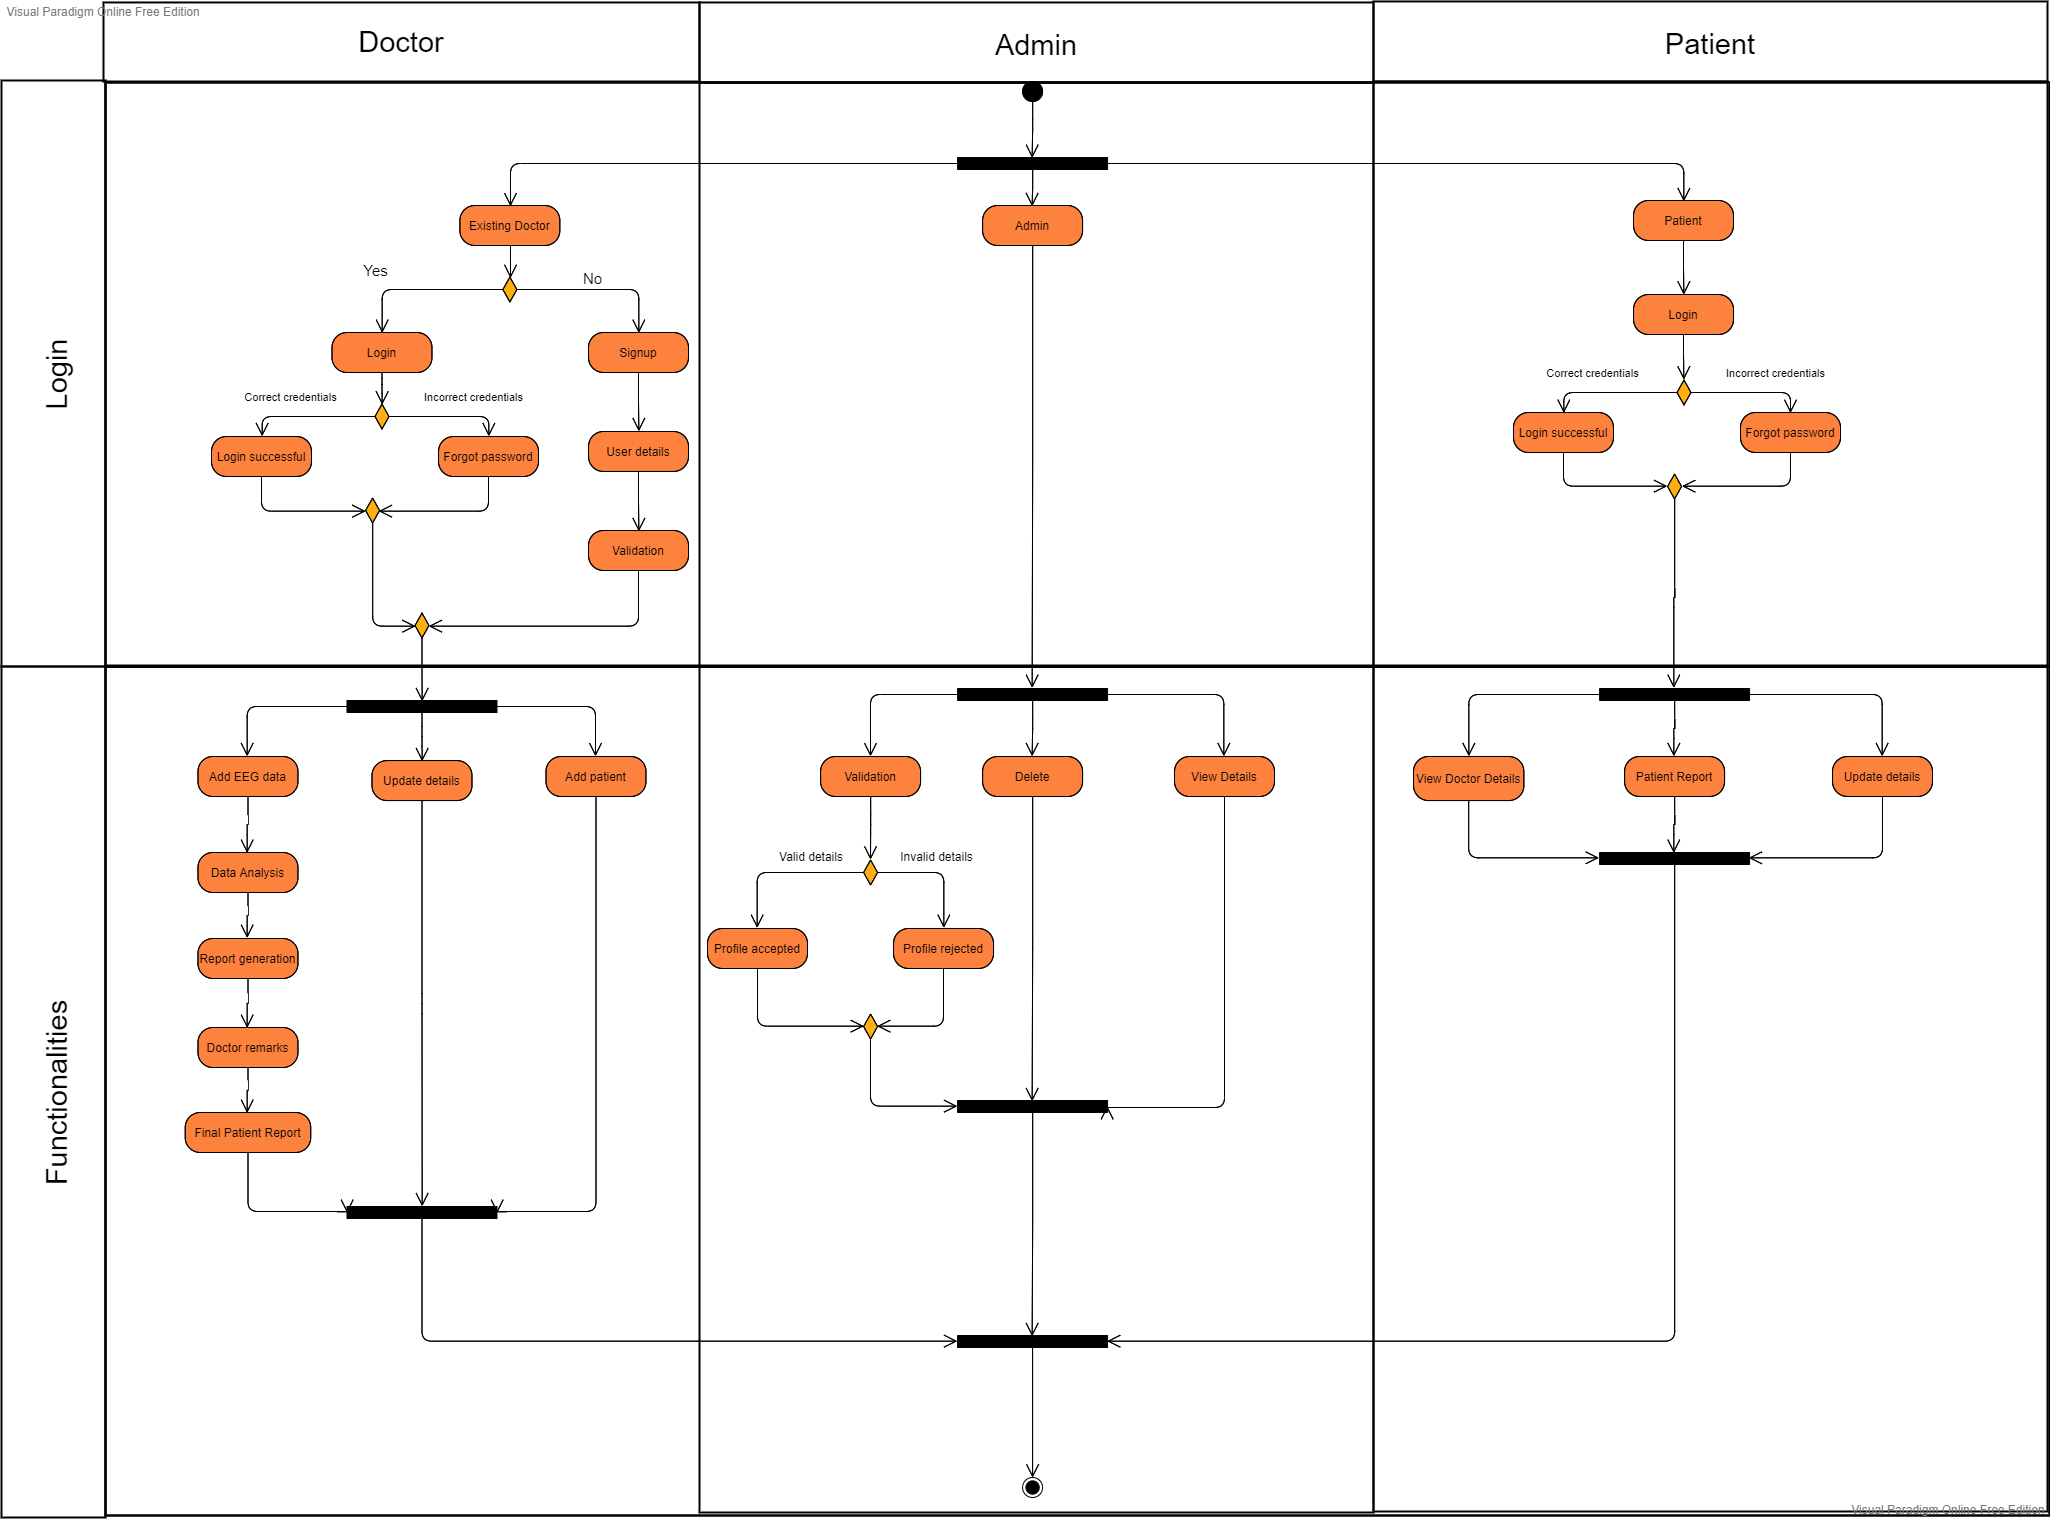 Visual Paradigm Online Free Edition
Doctor
Admin
Patient
Login
Existing Doctor
Yes
No
Login
Signup
Correct credentials
Incorrect credentials
Login successful
Forgot password
User details
Validation
Admin
Patient
Login
Correct credentials
Incorrect credentials
Login successful
Forgot password
Functionalities
Add EEG data
Update details
Add patient
Data Analysis
Report generation
Doctor remarks
Final Patient Report
Validation
Delete
View Details
Valid details
Invalid details
Profile accepted
Profile rejected
View Doctor Details
Patient Report
Update details
Visual Paradigm Online Free Edition